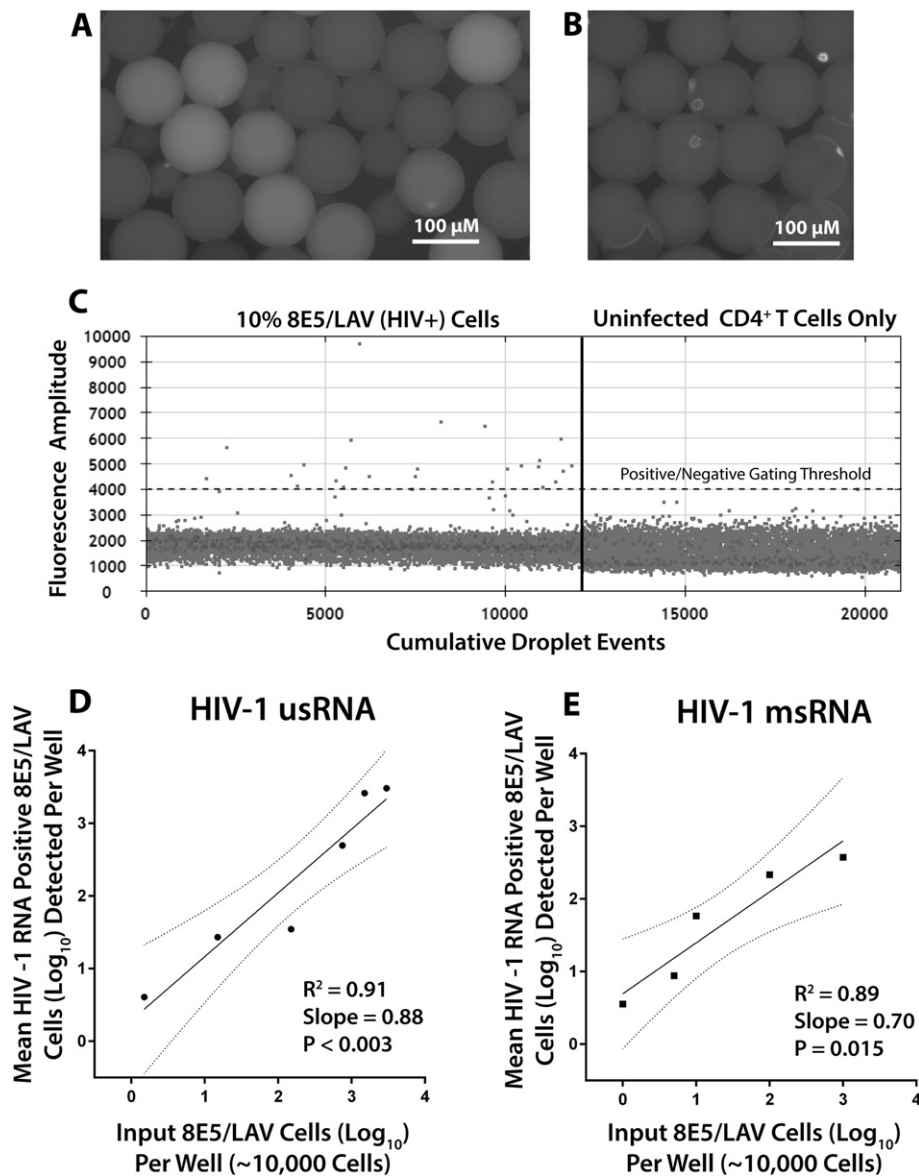 A
B
100 µM
100 µM
C
10% 8E5/LAV (HIV+) Cells
Uninfected CD4+ T Cells Only
10000
9000
8000
7000
6000
5000
4000
3000
2000
1000
0
Fluorescence Amplitude
Positive/Negative Gating Threshold
0
5000
10000
15000
20000
Cumulative Droplet Events
D
HIV-1 usRNA
Mean HIV -1 RNA Positive 8E5/LAV
Cells (Log10) Detected Per Well
4
3
2
1
0
R2 = 0.91
Slope = 0.88
P < 0.003
0
1
2
3
4
Input 8E5/LAV Cells (Log10)
Per Well (~10,000 Cells)
E
HIV-1 msRNA
Mean HIV -1 RNA Positive 8E5/LAV
Cells (Log10) Detected Per Well
4
3
2
1
0
R2 = 0.89
Slope = 0.70
P = 0.015
0
1
2
3
4
Input 8E5/LAV Cells (Log10)
Per Well (~10,000 Cells)